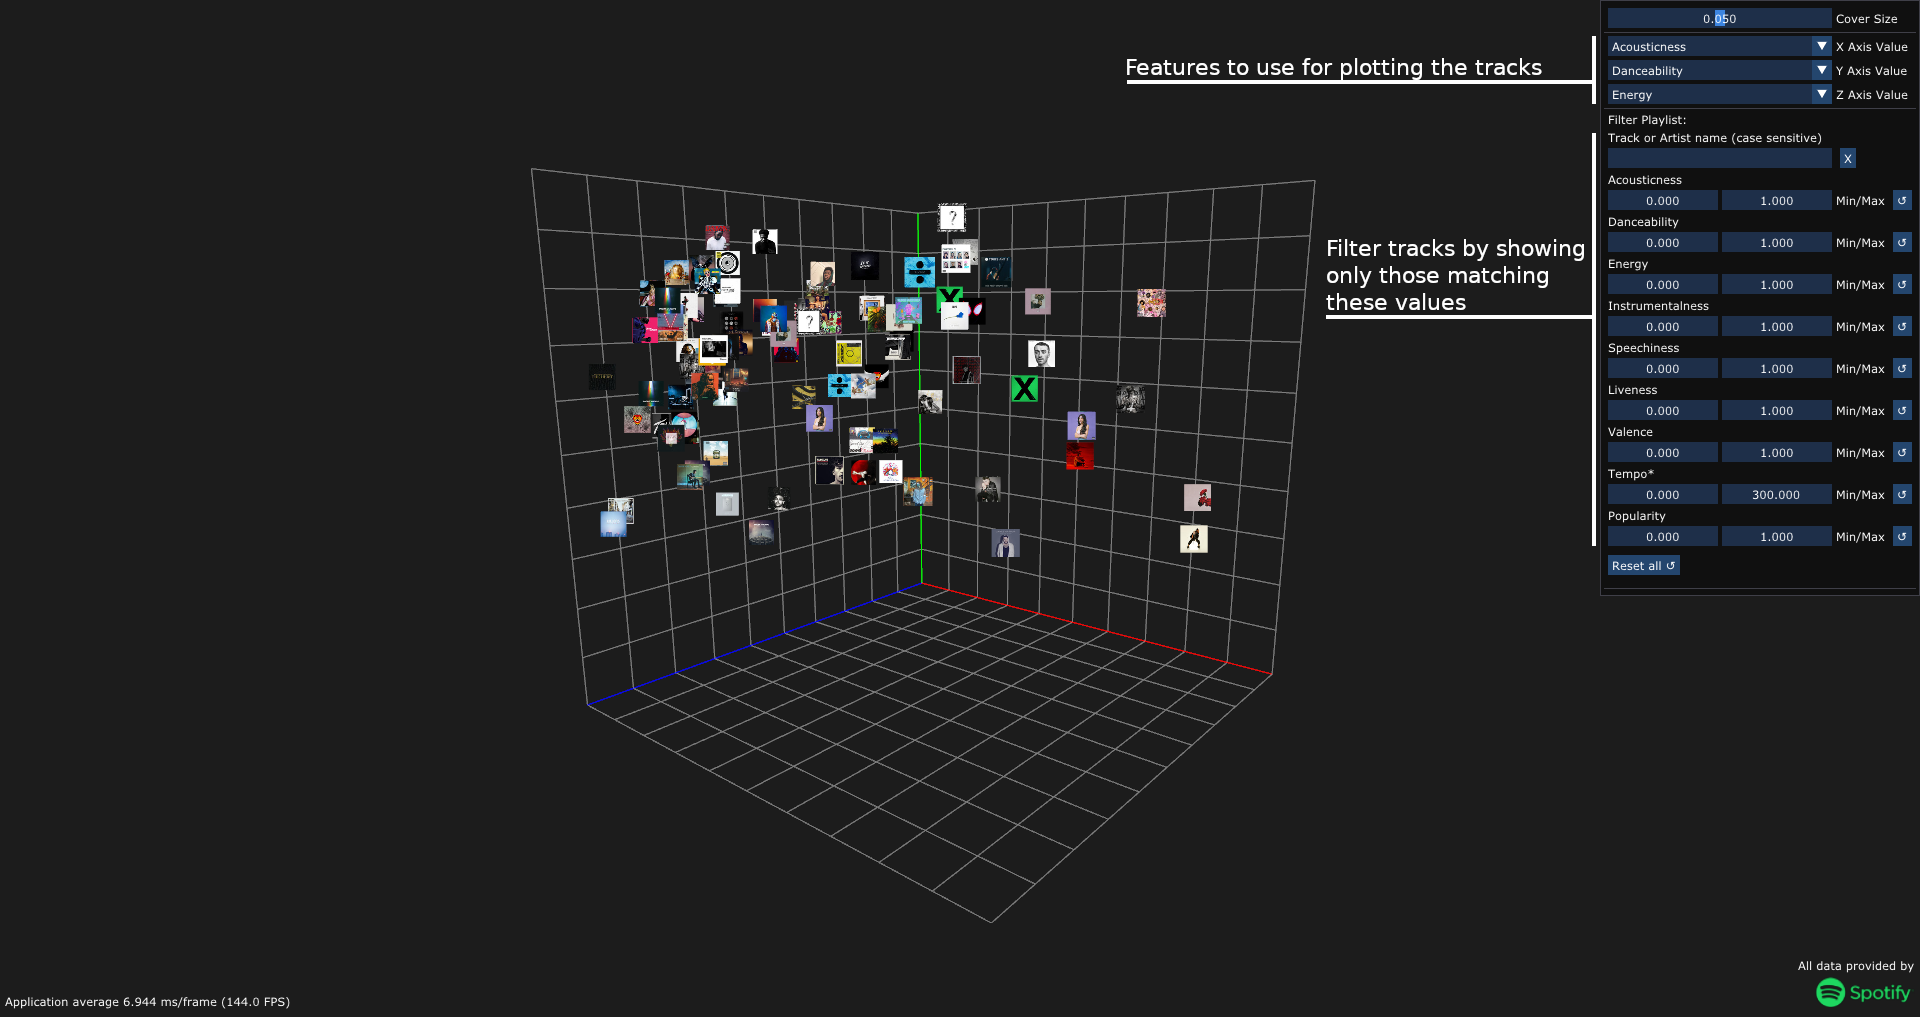 0.050 Cover Size
Features to use for plotting the tracks
Acousticness X Axis Value
Danceability Y Axis Value
Energy Z Axis Value
Filter Playlist:
Track or Artist name (case sensitive)
X
Filter tracks by showing
only those matching
these values
Acousticness
0.000 1.000 Min/Max ↺
Danceability
0.000 1.000 Min/Max ↺
Energy
0.000 1.000 Min/Max ↺
Instrumentalness
0.000 1.000 Min/Max ↺
Speechiness
0.000 1.000 Min/Max ↺
Liveness
0.000 1.000 Min/Max ↺
Valence
0.000 1.000 Min/Max ↺
Tempo*
0.000 300.000 Min/Max ↺
Popularity
0.000 1.000 Min/Max ↺
Reset all ↺
?
X
?
X
All data provided by
Spotify
Application average 6.944 ms/frame (144.0 FPS)